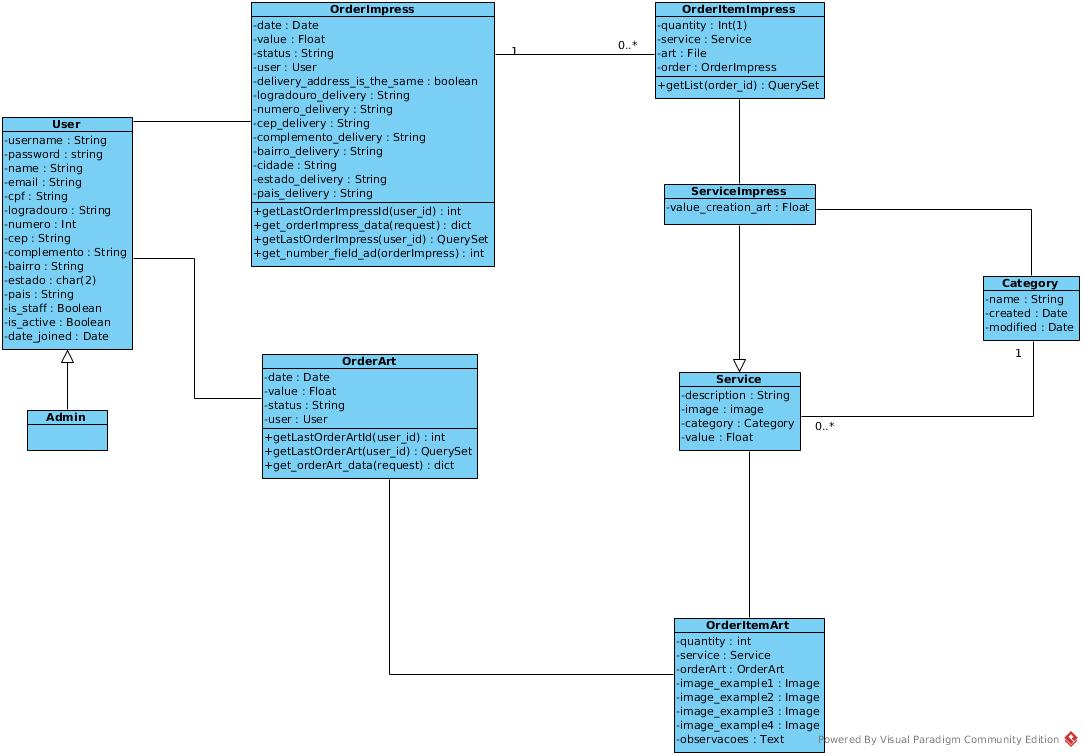 OrderImpress
-date : Date
-value : Float
-status : String
-user : User
-delivery_address_is_the_same : boolean
-logradouro_delivery : String
-numero_delivery : String
-cep_delivery : String
-complemento_delivery : String
-bairro_delivery : String
-cidade : String
-estado_delivery : String
-pais_delivery : String
+getLastOrderImpressId(user_id) : int
+get_orderImpress_data(request) : dict
+getLastOrderImpress(user_id) : QuerySet
+get_number_field_ad(orderImpress) : int
1
0..*
OrderItemImpress
-quantity : Int(1)
-service : Service
-art : File
-order : OrderImpress
+getList(order_id) : QuerySet
User
-username : String
-password : string
-name : String
-email : String
-cpf : String
-logradouro : String
-numero : Int
-cep : String
-complemento : String
-bairro : String
-estado : char(2)
-pais : String
-is_staff : Boolean
-is_active : Boolean
-date_joined : Date
ServiceImpress
-value_creation_art : Float
Category
-name : String
-created : Date
-modified : Date
1
Admin
OrderArt
-date : Date
-value : Float
-status : String
-user : User
+getLastOrderArtId(user_id) : int
+getLastOrderArt(user_id) : QuerySet
+get_orderArt_data(request) : dict
Service
-description : String
-image : image
-category : Category
-value : Float
0..*
OrderItemArt
-quantity : int
-service : Service
-orderArt : OrderArt
-image_example1 : Image
-image_example2 : Image
-image_example3 : Image
-image_example4 : Image
-observacoes : Text
Powered By Visual Paradigm Community Edition